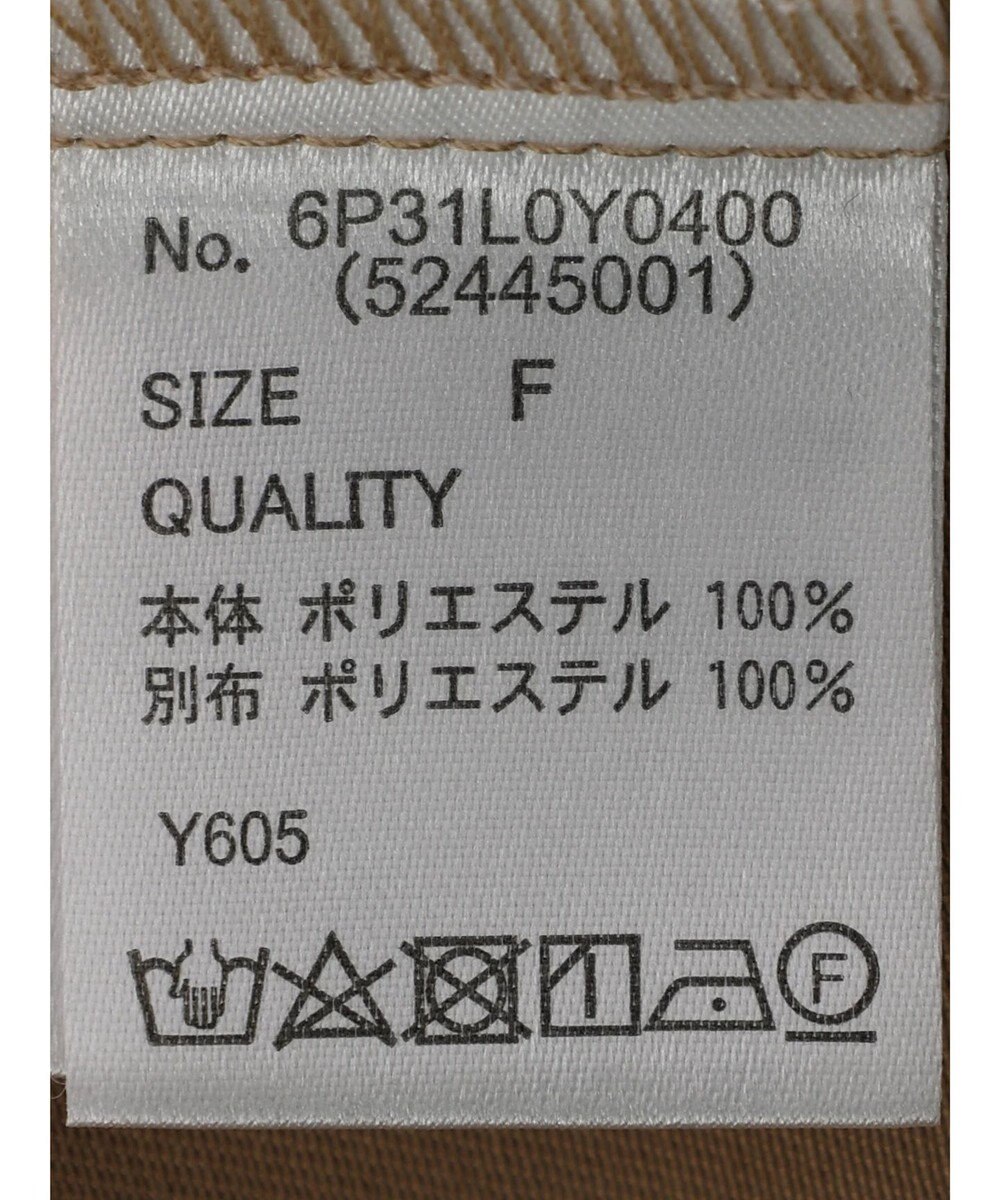 No. 6P31L0Y0400
(52445001)
SIZE F
QUALITY
本体 ポリエステル 100%
別布 ポリエステル 100%
Y605
F